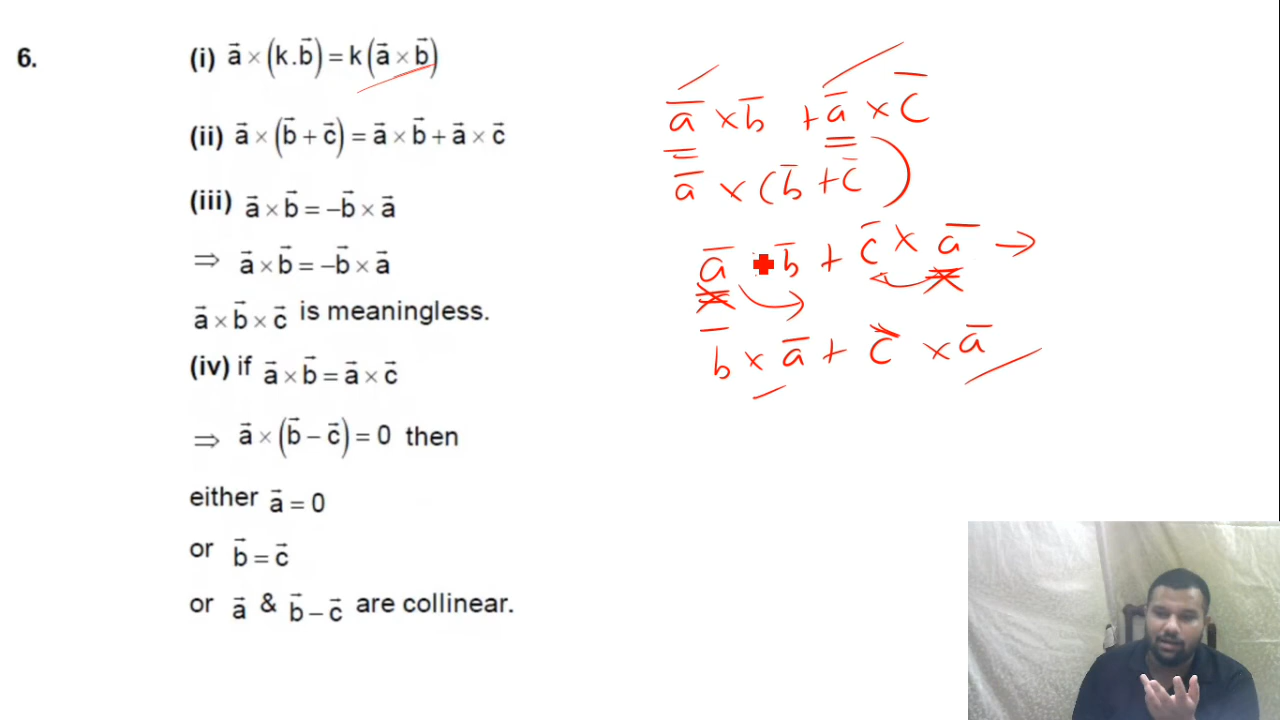 6.
(i) a⃗ × (k.b⃗) = k(a⃗ × b⃗)
(ii) a⃗ × (b⃗ + c⃗) = a⃗ × b⃗ + a⃗ × c⃗
(iii) a⃗ × b⃗ = –b⃗ × a⃗
⇒ a⃗ × b⃗ = –b⃗ × a⃗
a⃗ × b⃗ × c⃗ is meaningless.
(iv) if a⃗ × b⃗ = a⃗ × c⃗
⇒ a⃗ × (b⃗ – c⃗) = 0 then
either a⃗ = 0
or b⃗ = c⃗
or a⃗ & b⃗ – c⃗ are collinear.
a̅ × b̅ + a̅ × c̅
a̅ × (b̅ + c̅)
a̅ b̅ + c̅ × a̅ →
b̅ × a̅ + c̅ × a̅